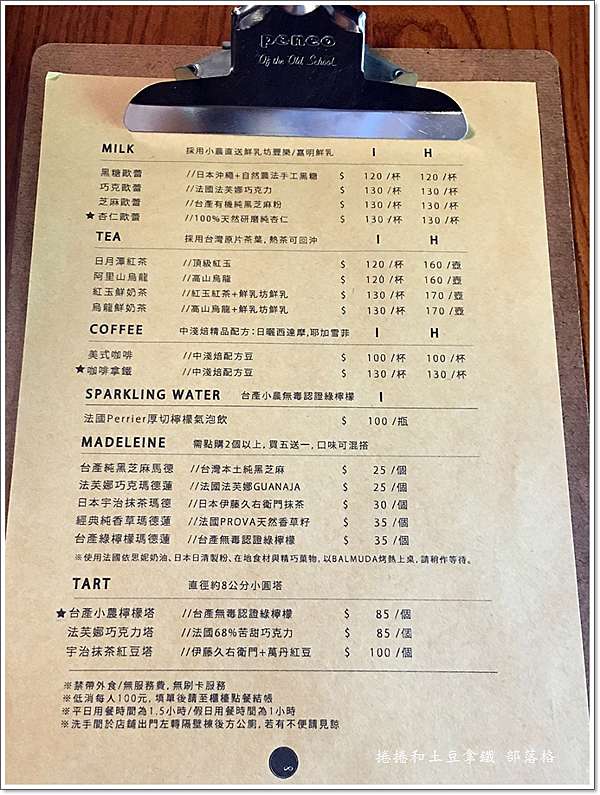 penco
Of the Old School
MILK 採用小農直送鮮乳坊豐樂/嘉明鮮乳 I H
黑糖歐蕾 //日本沖繩+自然農法手工黑糖 $ 120 /杯 120 /杯
巧克歐蕾 //法國法芙娜巧克力 $ 130 /杯 130 /杯
芝麻歐蕾 //台產有機純黑芝麻粉 $ 130 /杯 130 /杯
★杏仁歐蕾 //100%天然研磨純杏仁 $ 130 /杯 130 /杯
TEA 採用台灣原片茶葉, 熱茶可回沖 I H
日月潭紅茶 //頂級紅玉 $ 120 /杯 160 /壺
阿里山烏龍 //高山烏龍 $ 120 /杯 160 /壺
紅玉鮮奶茶 //紅玉紅茶+鮮乳坊鮮乳 $ 130 /杯 170 /壺
烏龍鮮奶茶 //高山烏龍+鮮乳坊鮮乳 $ 130 /杯 170 /壺
COFFEE 中淺焙精品配方:日曬西達摩,耶加雪菲 I H
美式咖啡 //中淺焙配方豆 $ 100 /杯 100 /杯
★咖啡拿鐵 //中淺焙配方豆 $ 130 /杯 130 /杯
SPARKLING WATER 台產小農無毒認證綠檸檬 I
法國Perrier厚切檸檬氣泡飲 $ 100 /瓶
MADELEINE 需點購2個以上, 買五送一, 口味可混搭
台產純黑芝麻馬德 //台灣本土純黑芝麻 $ 25 /個
法芙娜巧克瑪德蓮 //法國法芙娜GUANAJA $ 25 /個
日本宇治抹茶瑪德 //日本伊藤久右衛門抹茶 $ 30 /個
經典純香草瑪德蓮 //法國PROVA天然香草籽 $ 35 /個
台產綠檸檬瑪德蓮 //台產無毒認證綠檸檬 $ 35 /個
※使用法國依思妮奶油、日本日清製粉、在地食材與精巧菓物, 以BALMUDA烤熱上桌, 請稍作等待。
TART 直徑約8公分小圓塔
★台產小農檸檬塔 //台產無毒認證綠檸檬 $ 85 /個
法芙娜巧克力塔 //法國68%苦甜巧克力 $ 85 /個
宇治抹茶紅豆塔 //伊藤久右衛門+萬丹紅豆 $ 100 /個
※禁帶外食/無服務費, 無刷卡服務
※低消每人100元, 填單後請至櫃檯點餐結帳
※平日用餐時間為1.5小時/假日用餐時間為1小時
※洗手間於店鋪出門左轉隔壁棟後方公廁, 若有不便請見諒
捲捲和土豆拿鐵 部落格